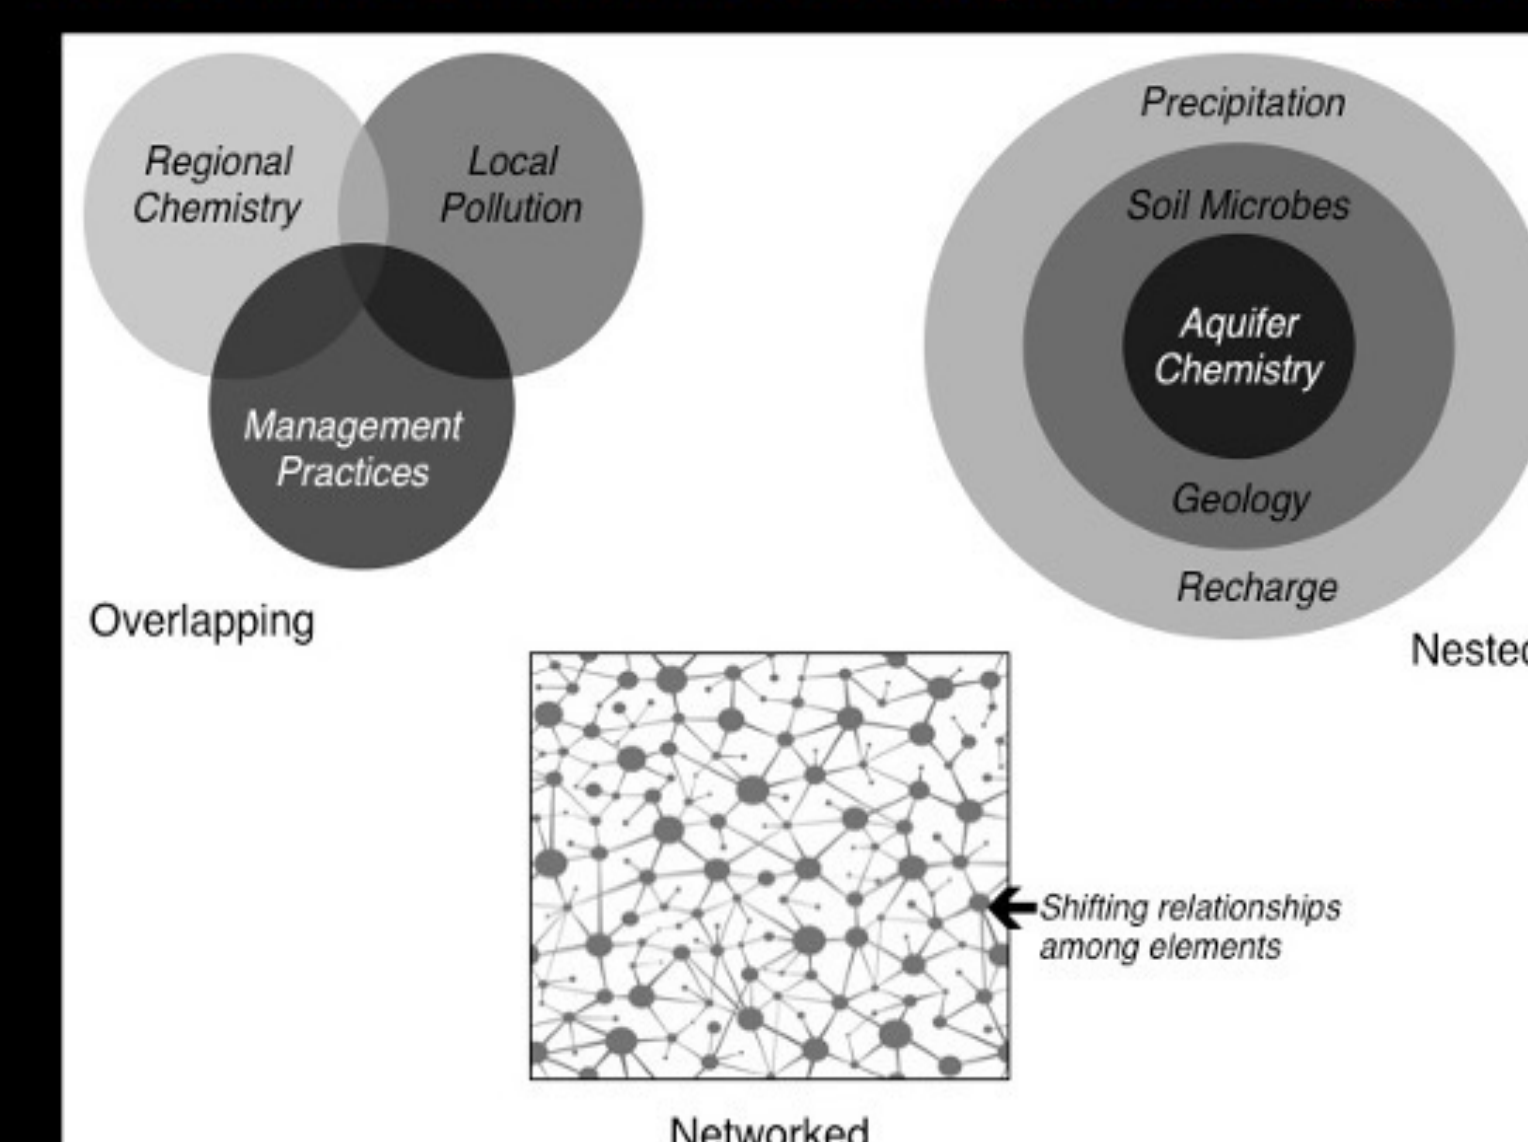 Regional
Chemistry
Local
Pollution
Management
Practices
Overlapping
Precipitation
Soil Microbes
Aquifer
Chemistry
Geology
Recharge
Nested
Shifting relationships
among elements
Networked